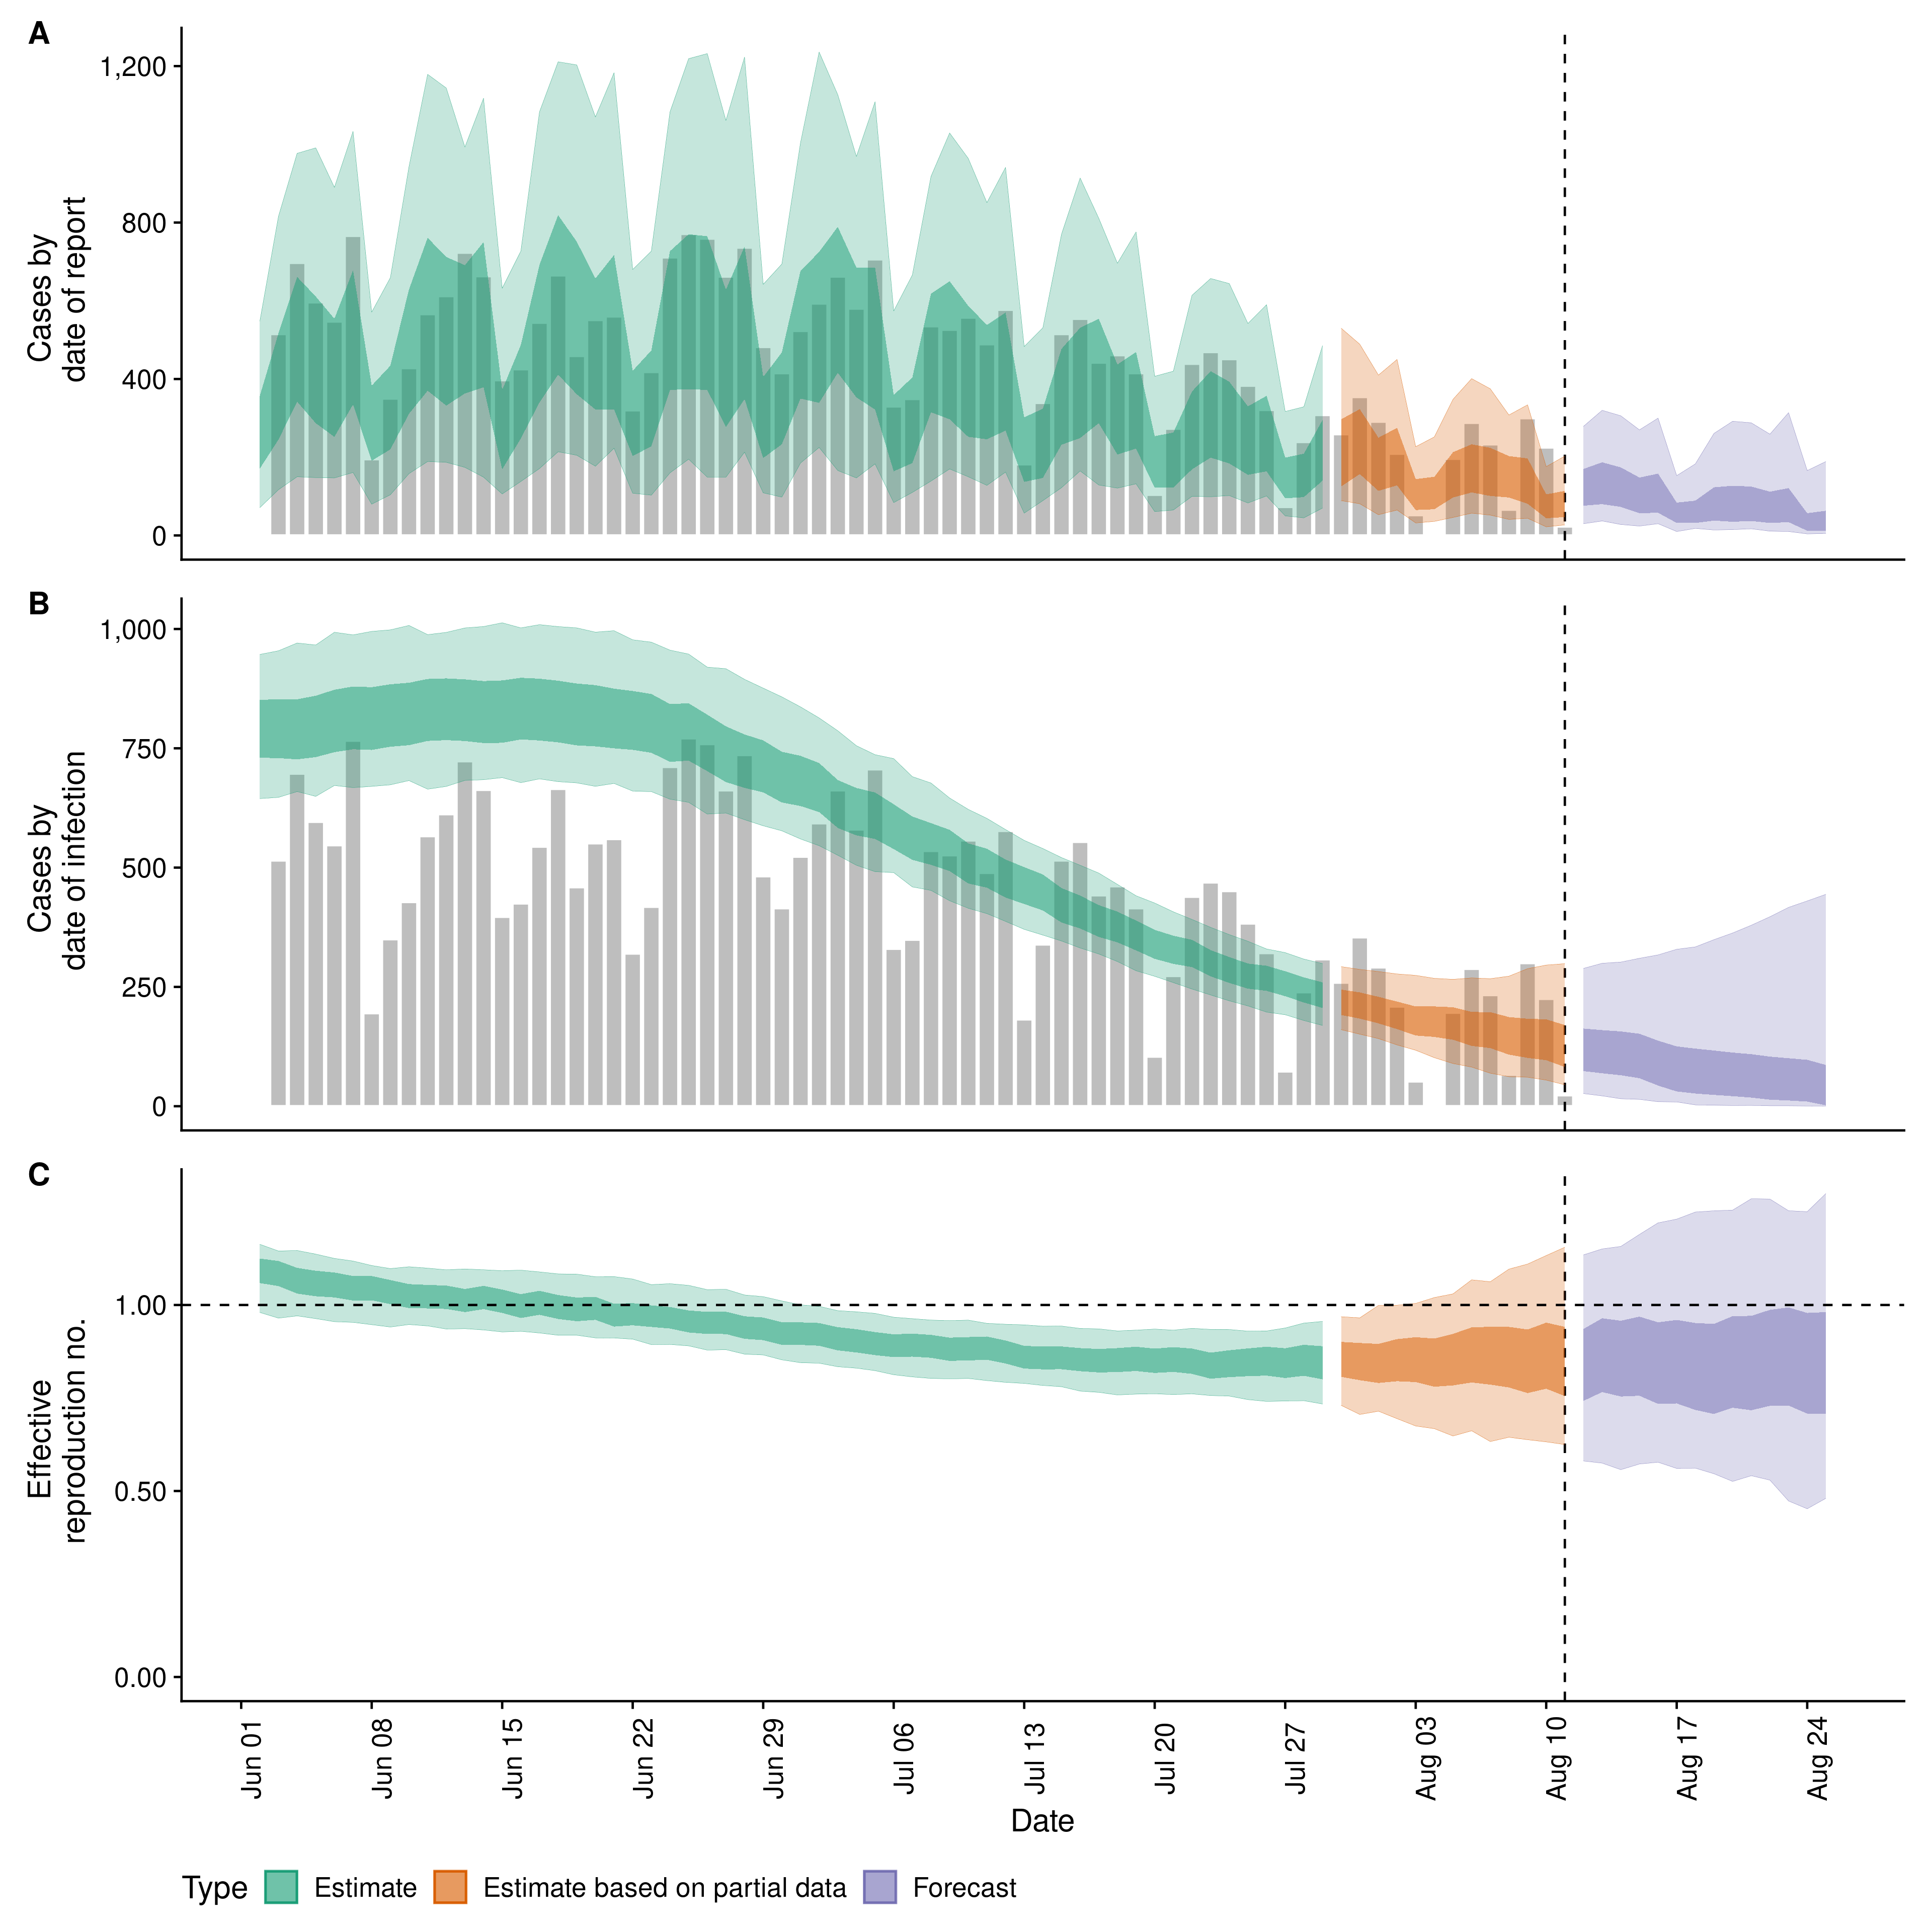 A
1,200
800
400
0
Cases by
date of report
B
1,000
750
500
250
0
Cases by
date of infection
C
1.00
0.50
0.00
Effective
reproduction no.
Jun 01
Jun 08
Jun 15
Jun 22
Jun 29
Jul 06
Jul 13
Jul 20
Jul 27
Aug 03
Aug 10
Aug 17
Aug 24
Date
Type Estimate Estimate based on partial data Forecast